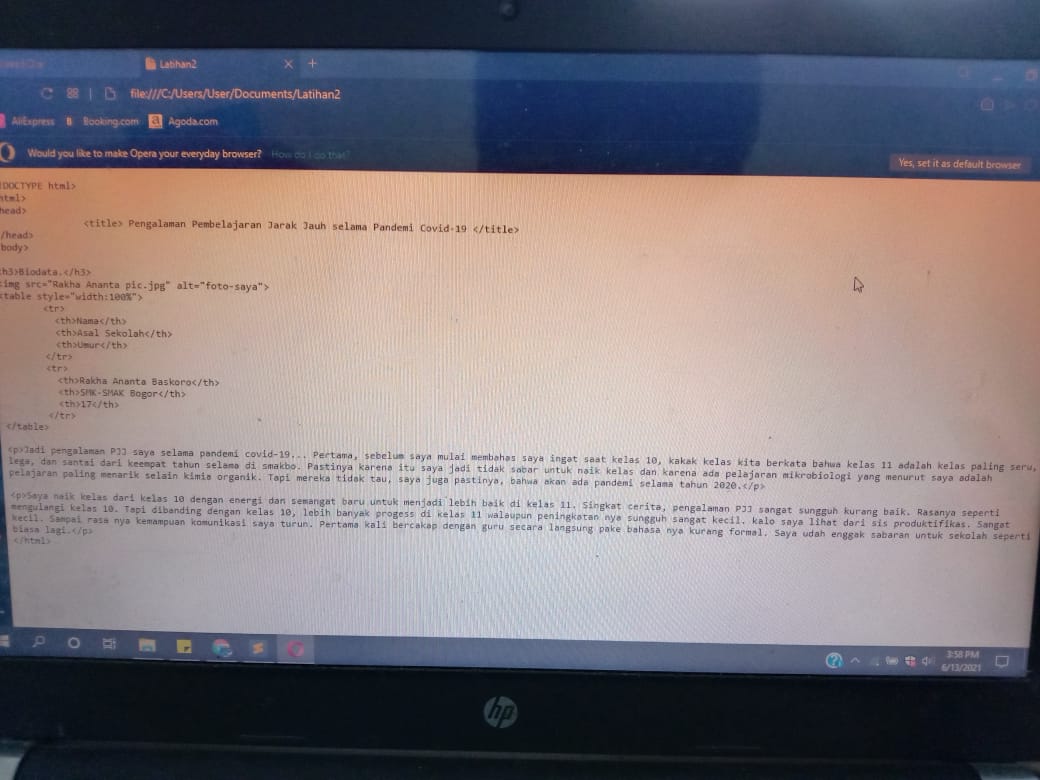 Latihan2
file:///C:/Users/User/Documents/Latihan2
AliExpress B Booking.com a Agoda.com
Would you like to make Opera your everyday browser? How do I do that?
Yes, set it as default browser
!DOCTYPE html>
html>
head>
<title> Pengalaman Pembelajaran Jarak Jauh selama Pandemi Covid-19 </title>
/head>
body>
h3>Biodata.</h3>
img src="Rakha Ananta pic.jpg" alt="foto-saya">
<table style="width:100%">
<tr>
<th>Nama</th>
<th>Asal Sekolah</th>
<th>Umur</th>
</tr>
<tr>
<th>Rakha Ananta Baskoro</th>
<th>SMK-SMAK Bogor</th>
<th>17</th>
</tr>
</table>
<p>Jadi pengalaman PJJ saya selama pandemi covid-19... Pertama, sebelum saya mulai membahas saya ingat saat kelas 10, kakak kelas kita berkata bahwa kelas 11 adalah kelas paling seru,
lega, dan santai dari keempat tahun selama di smakbo. Pastinya karena itu saya jadi tidak sabar untuk naik kelas dan karena ada pelajaran mikrobiologi yang menurut saya adalah
pelajaran paling menarik selain kimia organik. Tapi mereka tidak tau, saya juga pastinya, bahwa akan ada pandemi selama tahun 2020.</p>
<p>Saya naik kelas dari kelas 10 dengan energi dan semangat baru untuk menjadi lebih baik di kelas 11. Singkat cerita, pengalaman PJJ sangat sungguh kurang baik. Rasanya seperti
mengulangi kelas 10. Tapi dibanding dengan kelas 10, lebih banyak progess di kelas 11 walaupun peningkatan nya sungguh sangat kecil. kalo saya lihat dari sis produktifikas. Sangat
kecil. Sampai rasa nya kemampuan komunikasi saya turun. Pertama kali bercakap dengan guru secara langsung pake bahasa nya kurang formal. Saya udah enggak sabaran untuk sekolah seperti
biasa lagi.</p>
</html>
3:58 PM
6/13/2021
hp